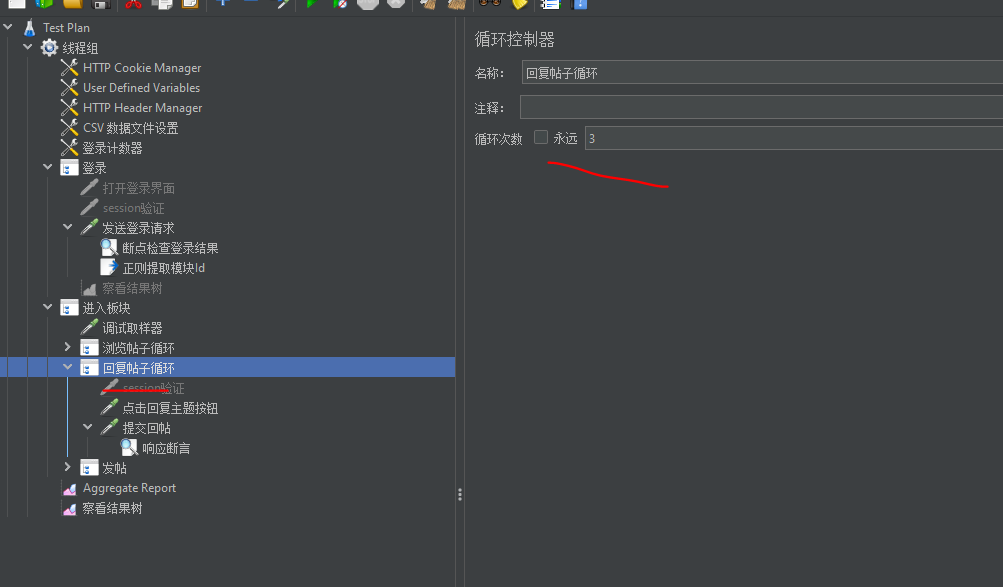 Test Plan
线程组
HTTP Cookie Manager
User Defined Variables
HTTP Header Manager
CSV 数据文件设置
登录计数器
登录
打开登录界面
session验证
发送登录请求
断点检查登录结果
正则提取模块Id
察看结果树
进入板块
调试取样器
浏览帖子循环
回复帖子循环
session验证
点击回复主题按钮
提交回帖
响应断言
发帖
Aggregate Report
察看结果树
循环控制器
名称: 回复帖子循环
注释:
循环次数 永远 3